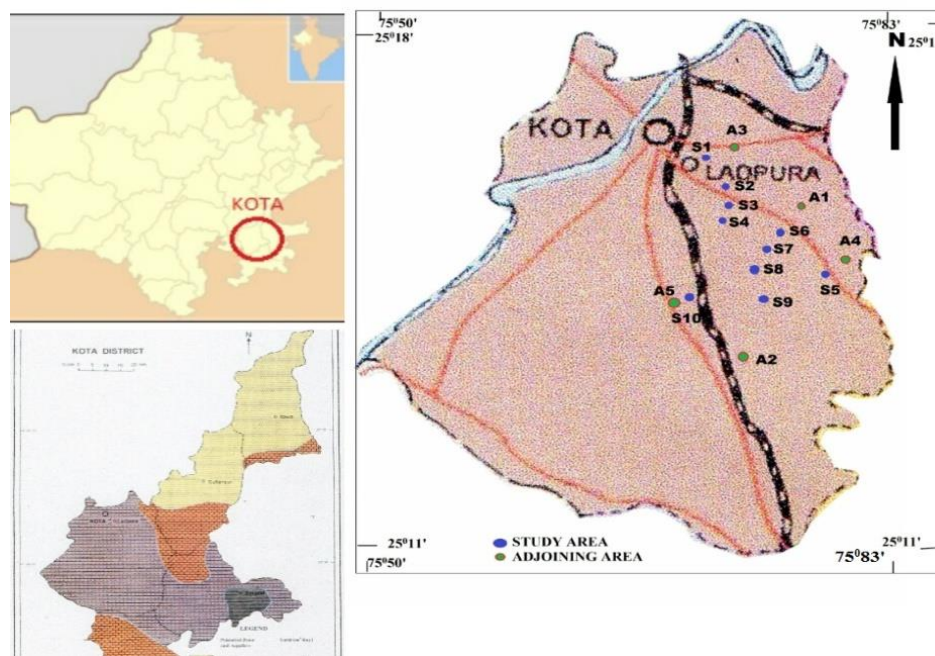 KOTA
KOTA DISTRICT
N
KOTA
LEGEND
75⁰50'
25⁰18'
75⁰83'
25⁰1
N
KOTA
S1
A3
LADPURA
S2
S3
A1
S4
S6
S7
A4
S8
S5
A5
S10
S9
A2
STUDY AREA
ADJOINING AREA
25⁰11'
75⁰50'
25⁰11
75⁰83'